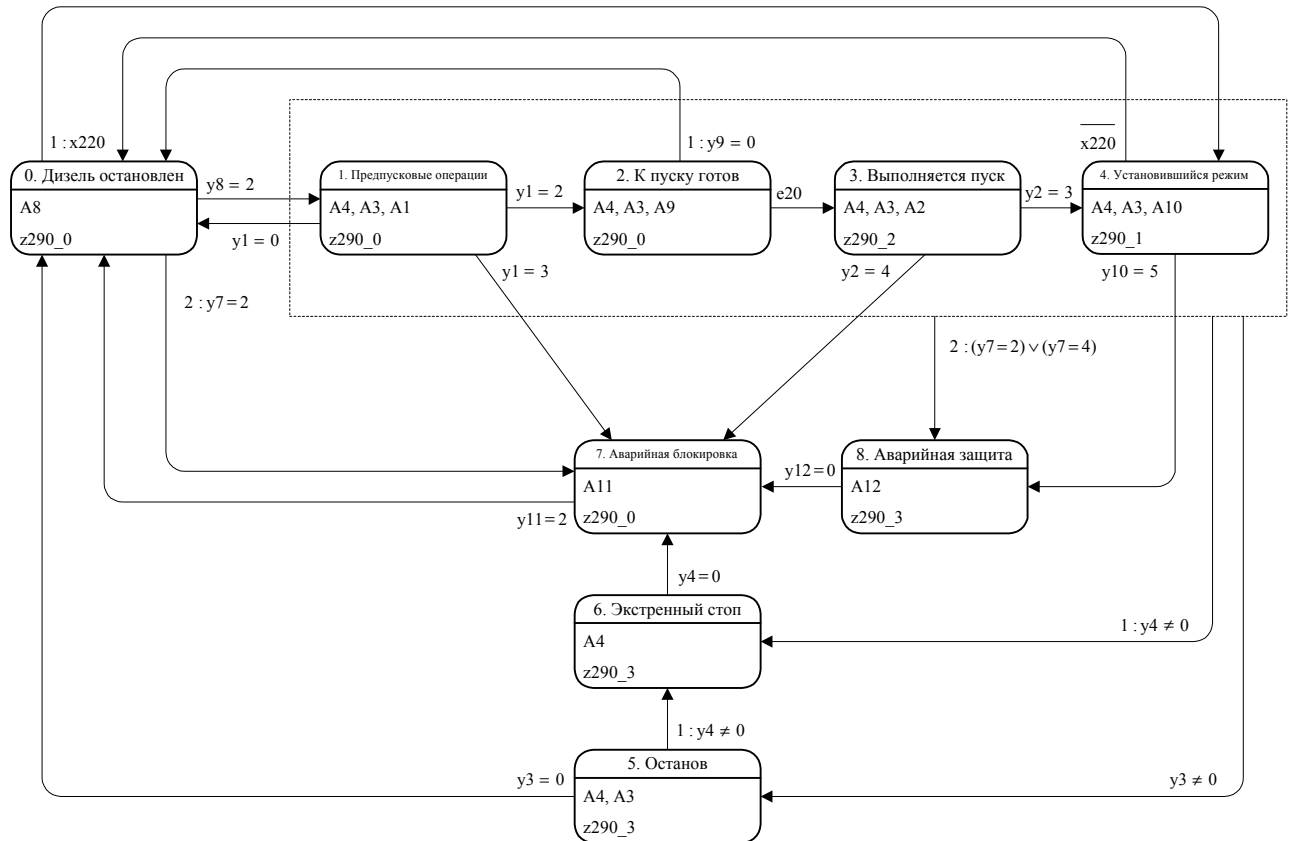 1 : x220
1 : y9 = 0
x220
0. Дизель остановлен
A8
z290_0
y8 = 2
y1 = 0
1. Предпусковые операции
A4, A3, A1
z290_0
y1 = 2
2. К пуску готов
A4, A3, A9
z290_0
e20
3. Выполняется пуск
A4, A3, A2
z290_2
y2 = 3
4. Установившийся режим
A4, A3, A10
z290_1
y1 = 3
y2 = 4
y10 = 5
2 : y7 = 2
2 : (y7 = 2) ∨ (y7 = 4)
7. Аварийная блокировка
A11
z290_0
y12 = 0
8. Аварийная защита
A12
z290_3
y11 = 2
y4 = 0
6. Экстренный стоп
A4
z290_3
1 : y4 ≠ 0
1 : y4 ≠ 0
5. Останов
A4, A3
z290_3
y3 = 0
y3 ≠ 0